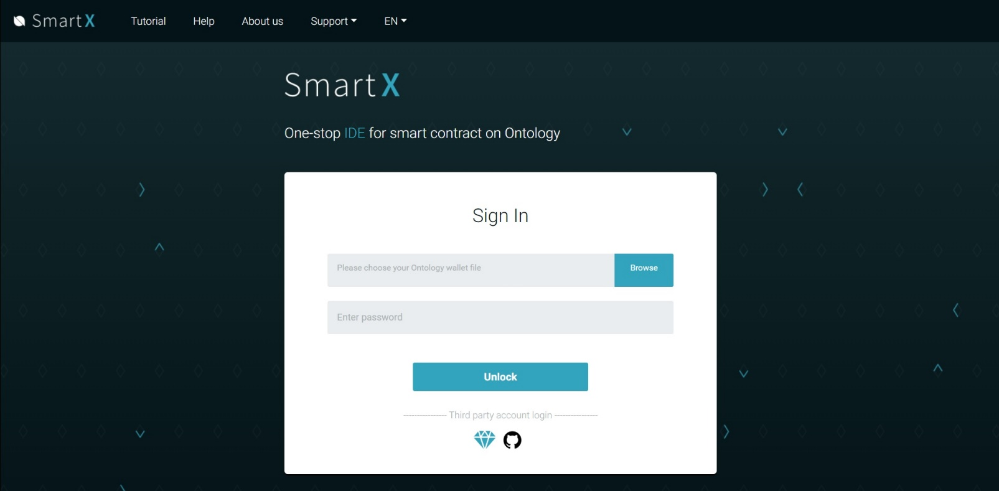 SmartX Tutorial Help About us Support EN
SmartX
One-stop IDE for smart contract on Ontology
Sign In
Please choose your Ontology wallet file Browse
Enter password
Unlock
---------------- Third party account login ----------------